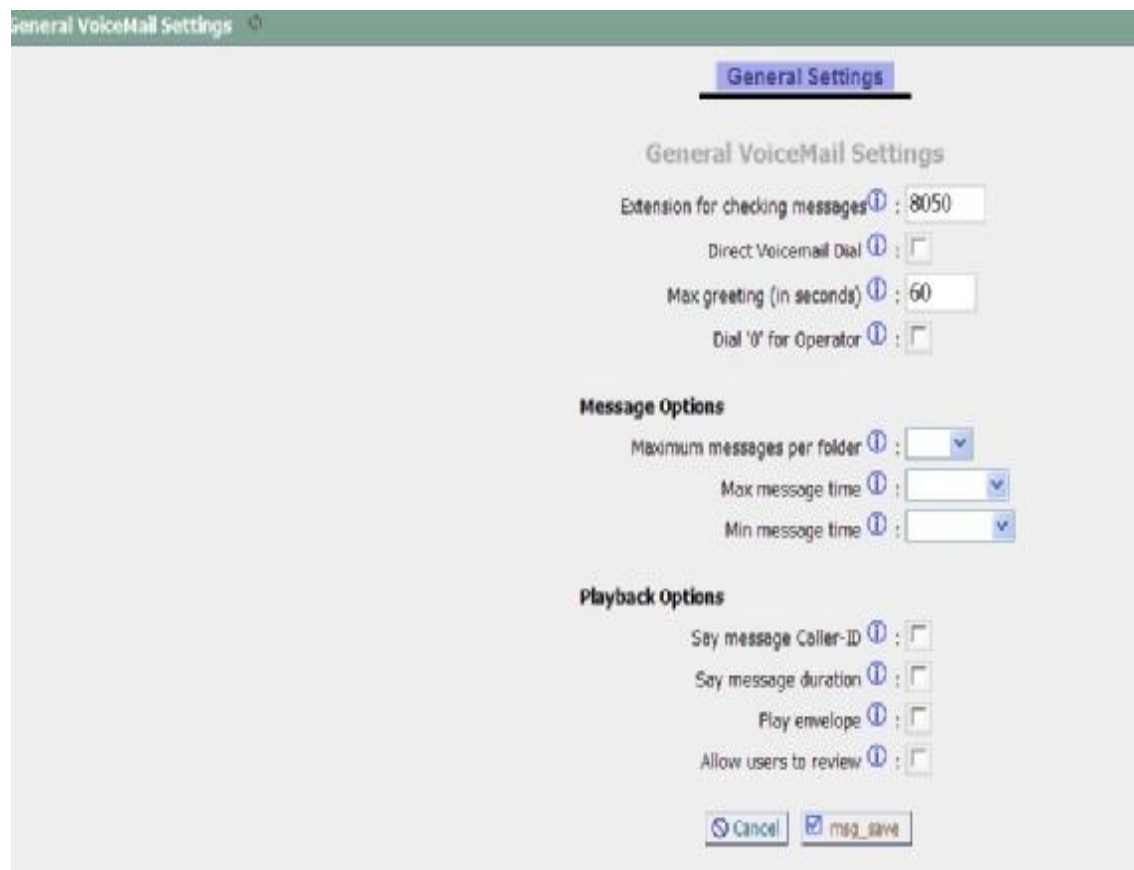 General VoiceMail Settings
General Settings
General VoiceMail Settings
Extension for checking messages : 8050
Direct Voicemail Dial :
Max greeting (in seconds) : 60
Dial '0' for Operator :
Message Options
Maximum messages per folder :
Max message time :
Min message time :
Playback Options
Say message Caller-ID :
Say message duration :
Play envelope :
Allow users to review :
Cancel msg_save